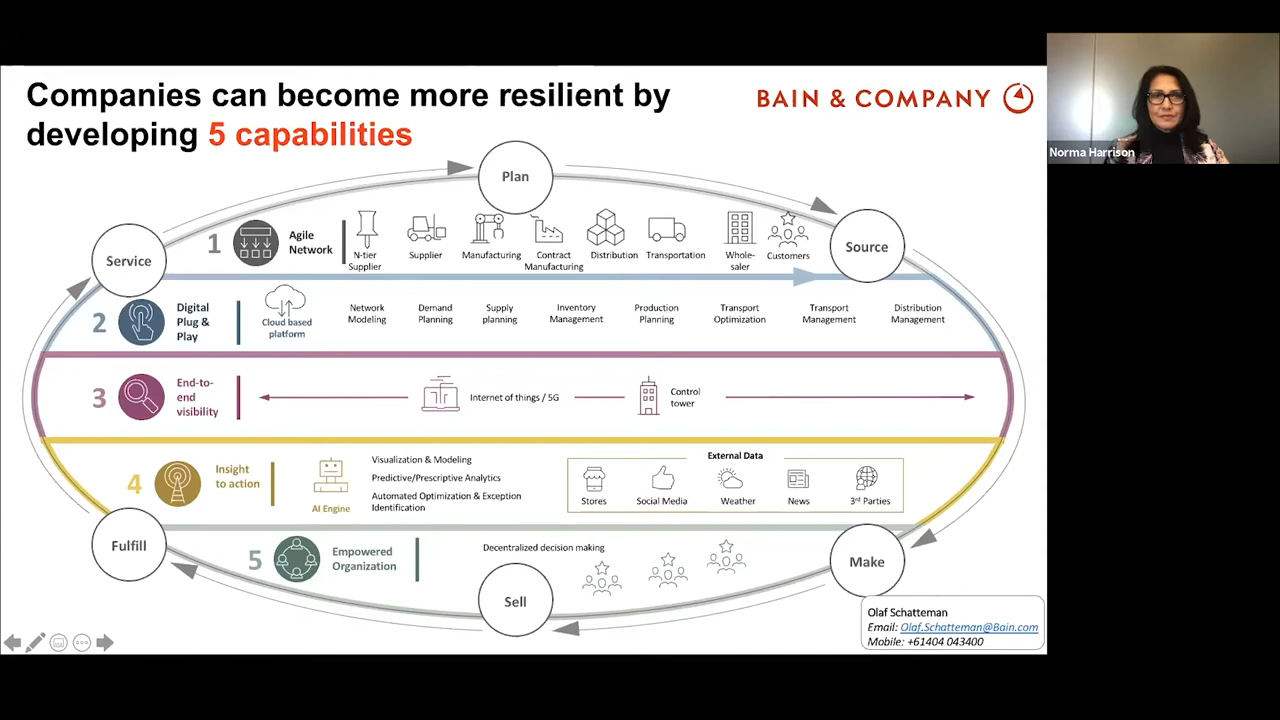 Companies can become more resilient by
developing 5 capabilities
BAIN & COMPANY
Norma Harrison
Plan
Service
Source
1
Agile
Network
N-tier
Supplier
Supplier
Manufacturing
Contract
Manufacturing
Distribution
Transportation
Whole-
saler
Customers
2
Digital
Plug &
Play
Cloud based
platform
Network
Modeling
Demand
Planning
Supply
planning
Inventory
Management
Production
Planning
Transport
Optimization
Transport
Management
Distribution
Management
3
End-to-
end
visibility
Internet of things / 5G
Control
tower
4
Insight
to action
AI Engine
Visualization & Modeling
Predictive/Prescriptive Analytics
Automated Optimization & Exception
Identification
External Data
Stores
Social Media
Weather
News
3rd Parties
Fulfill
5
Empowered
Organization
Decentralized decision making
Sell
Make
Olaf Schatteman
Email: Olaf.Schatteman@Bain.com
Mobile: +61404 043400